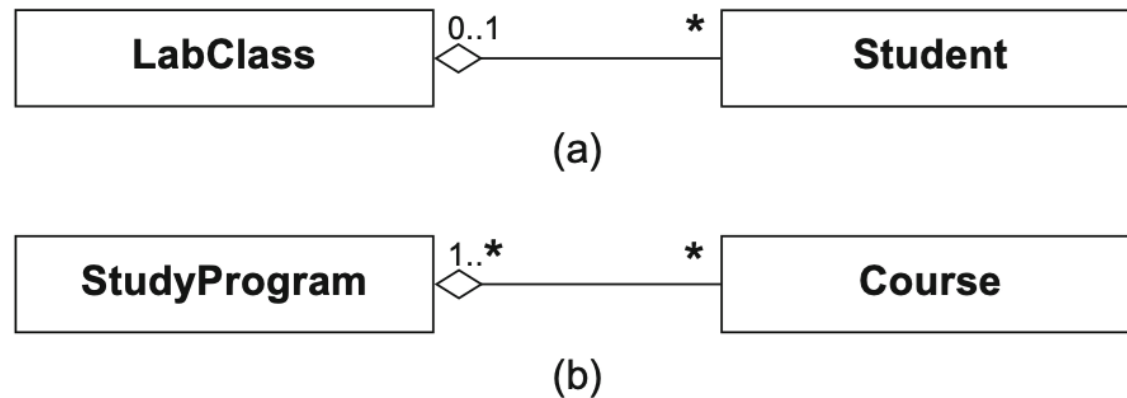 0..1 *
LabClass Student
(a)
1..* *
StudyProgram Course
(b)